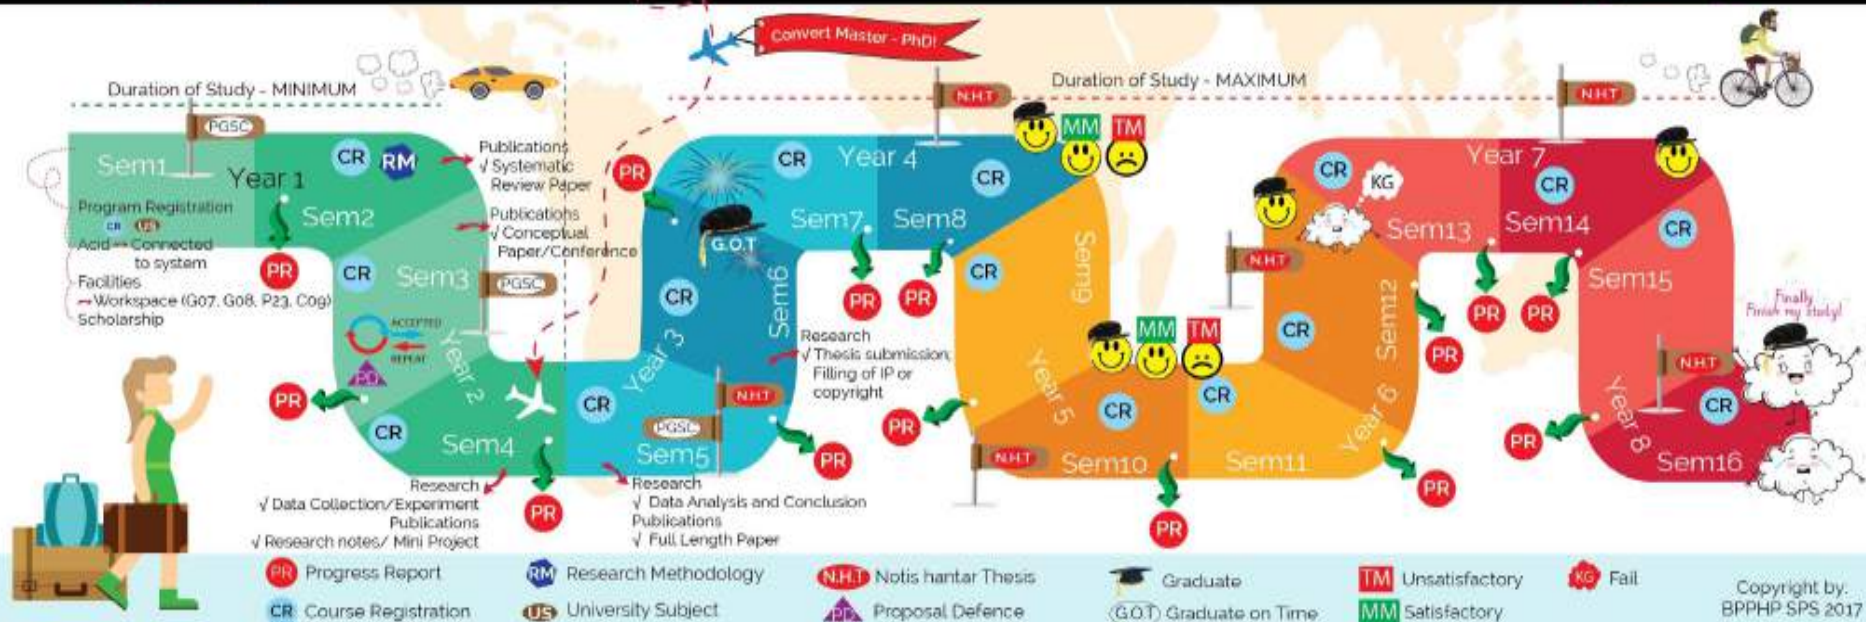 Convert Master - PhD!
Duration of Study - MINIMUM
Duration of Study - MAXIMUM
PGSC
Sem1
Year 1
Program Registration
CR US
Acid → Connected
to system
Facilities
→ Workspace (G07, G08, P23, C09)
Scholarship
PR
CR RM
Sem2
Publications
√ Systematic
Review Paper
Publications
√ Conceptual
Paper/Conference
CR
Sem3
PGSC
ACCEPTED
REPEAT
PD
Year 2
PR
CR
Sem4
Research
√ Data Collection/Experiment
Publications
√ Research notes/ Mini Project
PR
CR
Year 3
Sem5
PGSC
N.H.T
Research
√ Data Analysis and Conclusion
Publications
√ Full Length Paper
PR
CR
Sem6
Research
√ Thesis submission,
Filling of IP or
copyright
PR
G.O.T
CR
Year 4
Sem7
PR
N.H.T
CR
Sem8
PR
MM TM
CR
Sem9
Year 5
PR
N.H.T
CR
Sem10
PR
MM TM
CR
Sem11
Year 6
PR
CR
Sem12
PR
N.H.T
KG
CR
Sem13
PR
Year 7
N.H.T
CR
Sem14
PR
CR
Sem15
Year 8
PR
N.H.T
CR
Sem16
Finally
Finish my study!
PR Progress Report
RM Research Methodology
N.H.T Notis hantar Thesis
Graduate
TM Unsatisfactory
KG Fail
CR Course Registration
US University Subject
PD Proposal Defence
G.O.T Graduate on Time
MM Satisfactory
Copyright by:
BPPHP SPS 2017